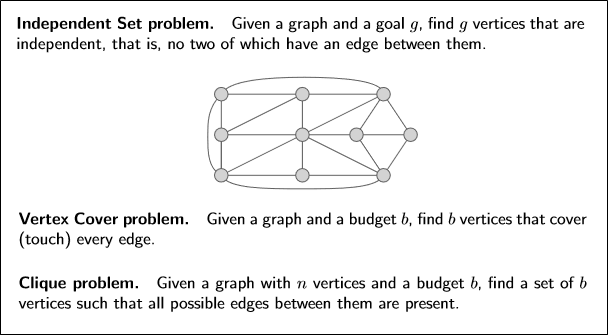 Independent Set problem. Given a graph and a goal g, find g vertices that are
independent, that is, no two of which have an edge between them.
Vertex Cover problem. Given a graph and a budget b, find b vertices that cover
(touch) every edge.
Clique problem. Given a graph with n vertices and a budget b, find a set of b
vertices such that all possible edges between them are present.